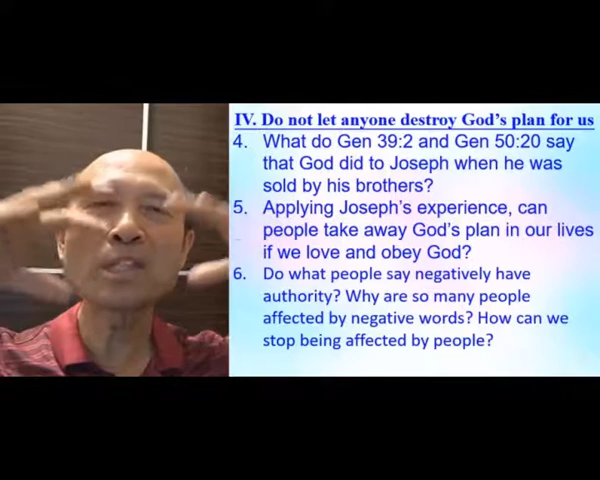 IV. Do not let anyone destroy God's plan for us
4. What do Gen 39:2 and Gen 50:20 say
that God did to Joseph when he was
sold by his brothers?
5. Applying Joseph's experience, can
people take away God's plan in our lives
if we love and obey God?
6. Do what people say negatively have
authority? Why are so many people
affected by negative words? How can we
stop being affected by people?